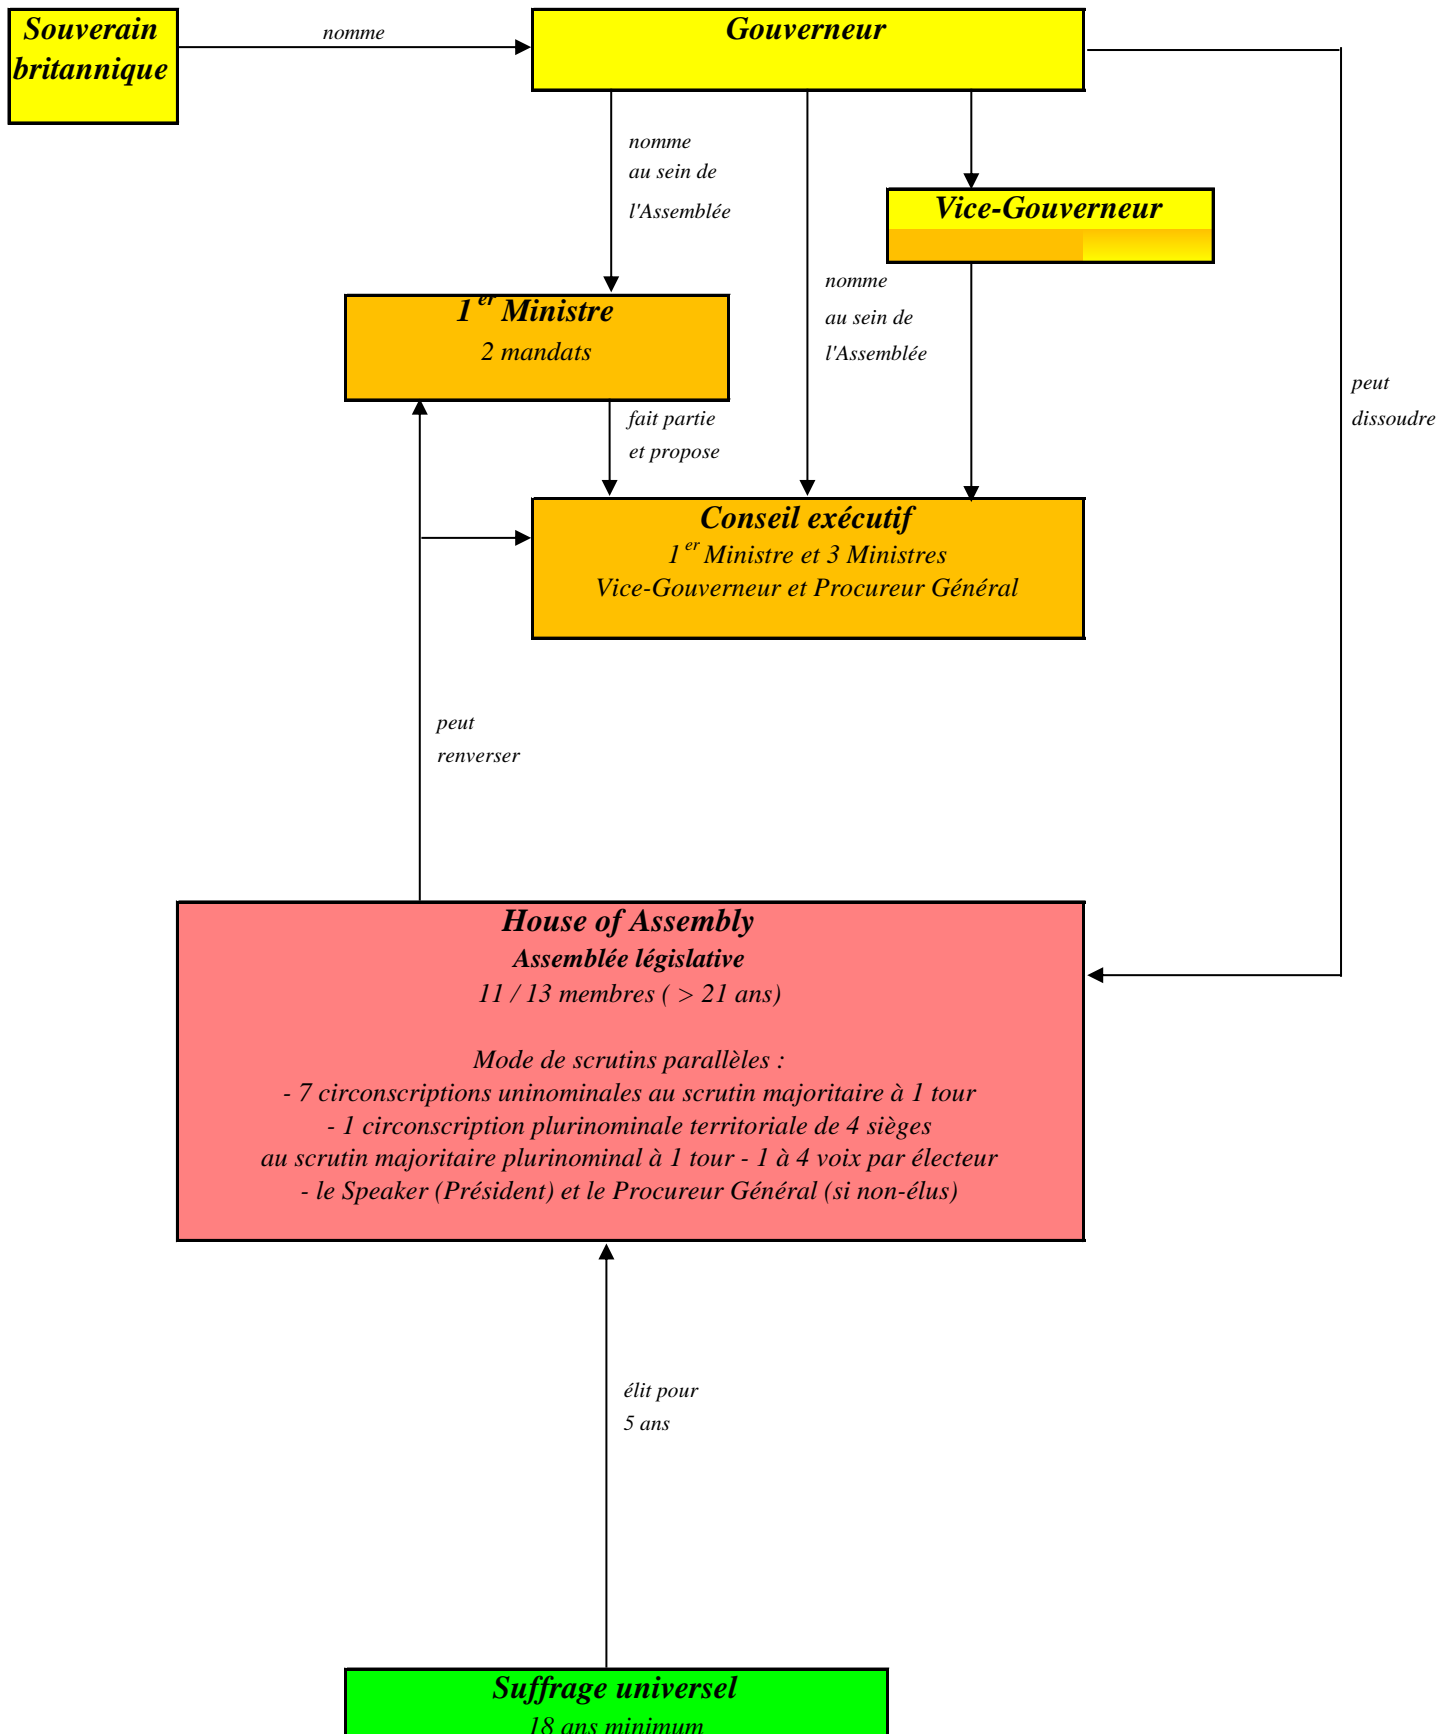 Souverain
britannique
nomme
Gouverneur
nomme
au sein de
l'Assemblée
Vice-Gouverneur
nomme
au sein de
l'Assemblée
1er Ministre
2 mandats
peut
dissoudre
fait partie
et propose
Conseil exécutif
1er Ministre et 3 Ministres
Vice-Gouverneur et Procureur Général
peut
renverser
House of Assembly
Assemblée législative
11 / 13 membres ( > 21 ans)
Mode de scrutins parallèles :
- 7 circonscriptions uninominales au scrutin majoritaire à 1 tour
- 1 circonscription plurinominale territoriale de 4 sièges
au scrutin majoritaire plurinominal à 1 tour - 1 à 4 voix par électeur
- le Speaker (Président) et le Procureur Général (si non-élus)
élit pour
5 ans
Suffrage universel
18 ans minimum